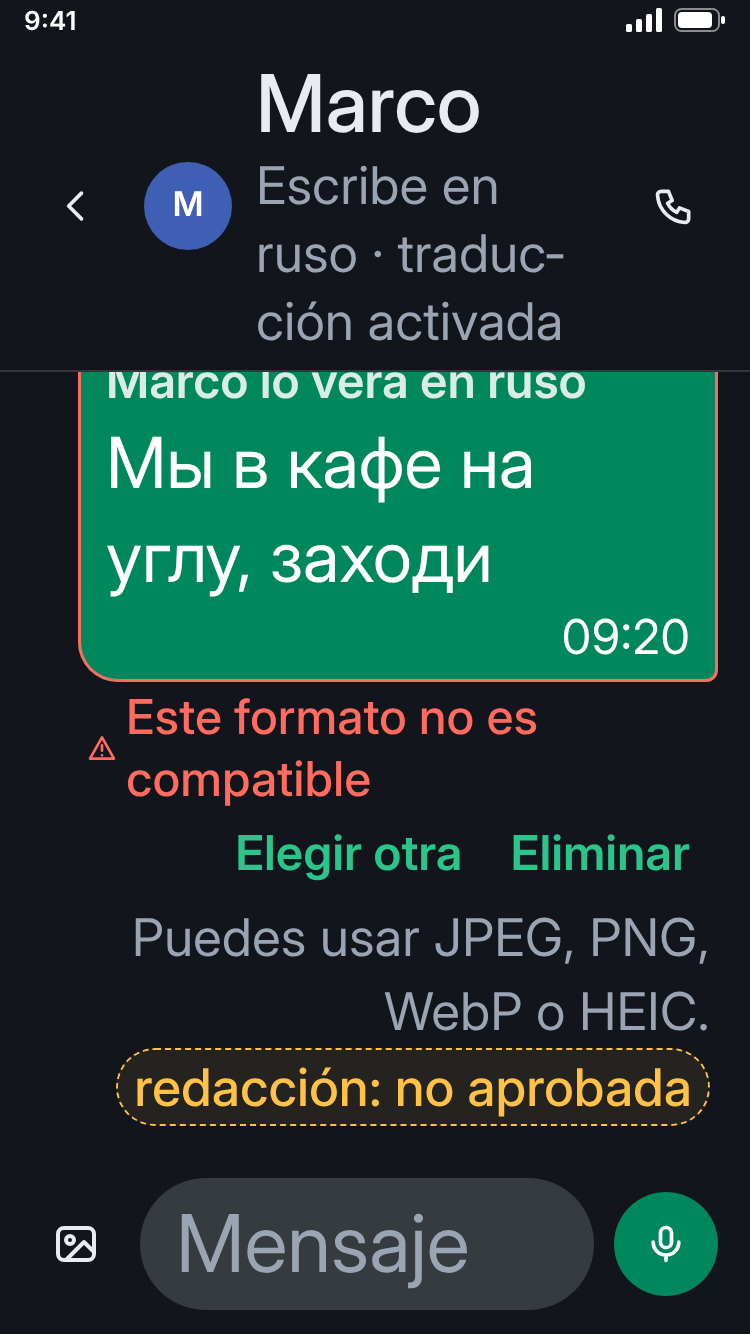 9:41
Marco
M
Escribe en
ruso · traduc-
ción activada
Marco lo verá en ruso
Мы в кафе на
углу, заходи
09:20
Este formato no es
compatible
Elegir otra Eliminar
Puedes usar JPEG, PNG,
WebP o HEIC.
redacción: no aprobada
Mensaje